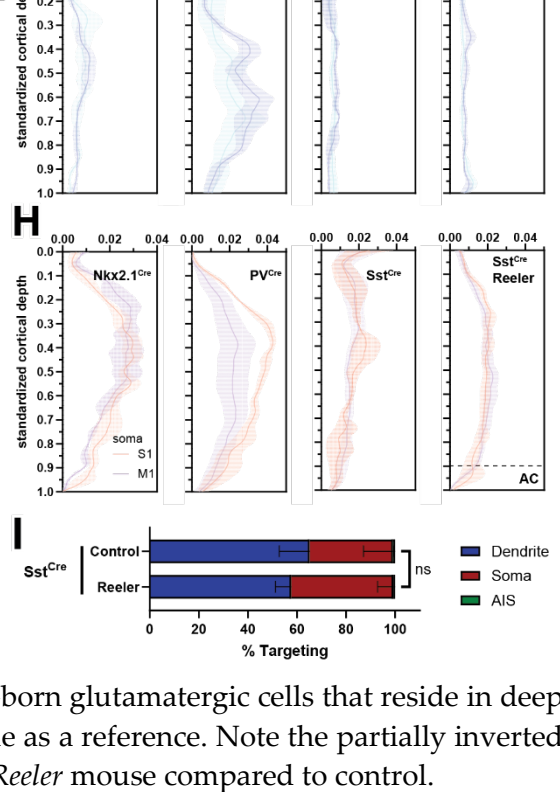 0.2
0.3
0.4
0.5
0.6
0.7
0.8
0.9
1.0
standardized cortical de
H
0.00 0.02 0.04 0.00 0.02 0.04 0.00 0.02 0.04 0.00 0.02 0.04
0.0
0.1
0.2
0.3
0.4
0.5
0.6
0.7
0.8
0.9
1.0
standardized cortical depth
Nkx2.1Cre
PVCre
SstCre
SstCre
Reeler
soma
S1
M1
AC
I
SstCre
Control
Reeler
ns
0 20 40 60 80 100
% Targeting
Dendrite
Soma
AIS
born glutamatergic cells that reside in deep
e as a reference. Note the partially inverted
Reeler mouse compared to control.